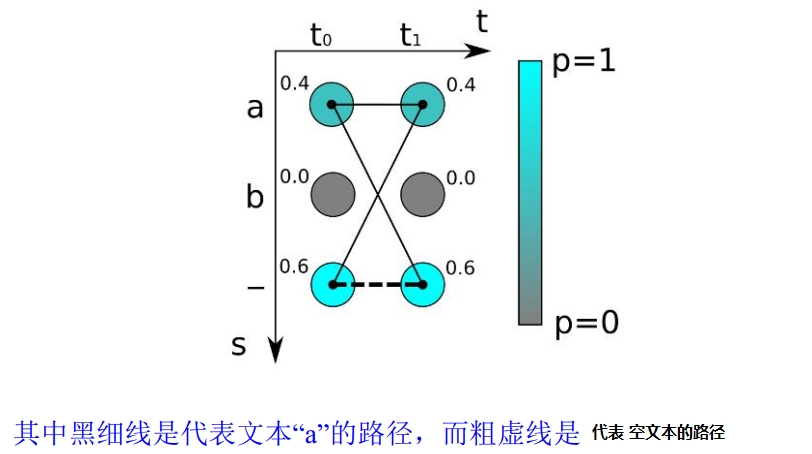 t
t₀ t₁
p=1
0.4 0.4
a
0.0 0.0
b
0.6 0.6
–
p=0
s
其中黑细线是代表文本“a”的路径，而粗虚线是 代表 空文本的路径